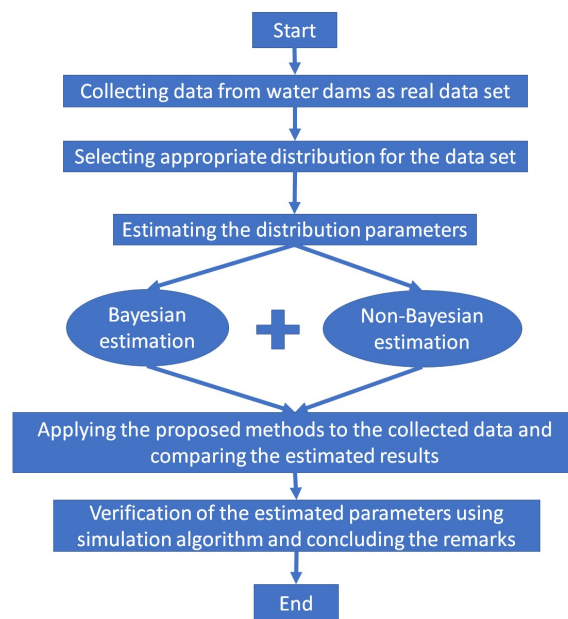 Start
Collecting data from water dams as real data set
Selecting appropriate distribution for the data set
Estimating the distribution parameters
Bayesian
estimation
Non-Bayesian
estimation
Applying the proposed methods to the collected data and
comparing the estimated results
Verification of the estimated parameters using
simulation algorithm and concluding the remarks
End